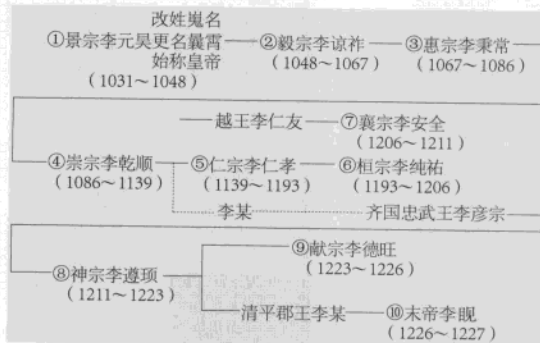 改姓嵬名
①景宗李元昊更名曩霄 ②毅宗李谅祚 ③惠宗李秉常
始称皇帝 (1048～1067) (1067～1086)
(1031～1048)
越王李仁友 ⑦襄宗李安全
(1206～1211)
④崇宗李乾顺 ⑤仁宗李仁孝 ⑥桓宗李纯祐
(1086～1139) (1139～1193) (1193～1206)
李某 齐国忠武王李彦宗
⑨献宗李德旺
⑧神宗李遵顼 (1223～1226)
(1211～1223)
清平郡王李某 ⑩末帝李睍
(1226～1227)